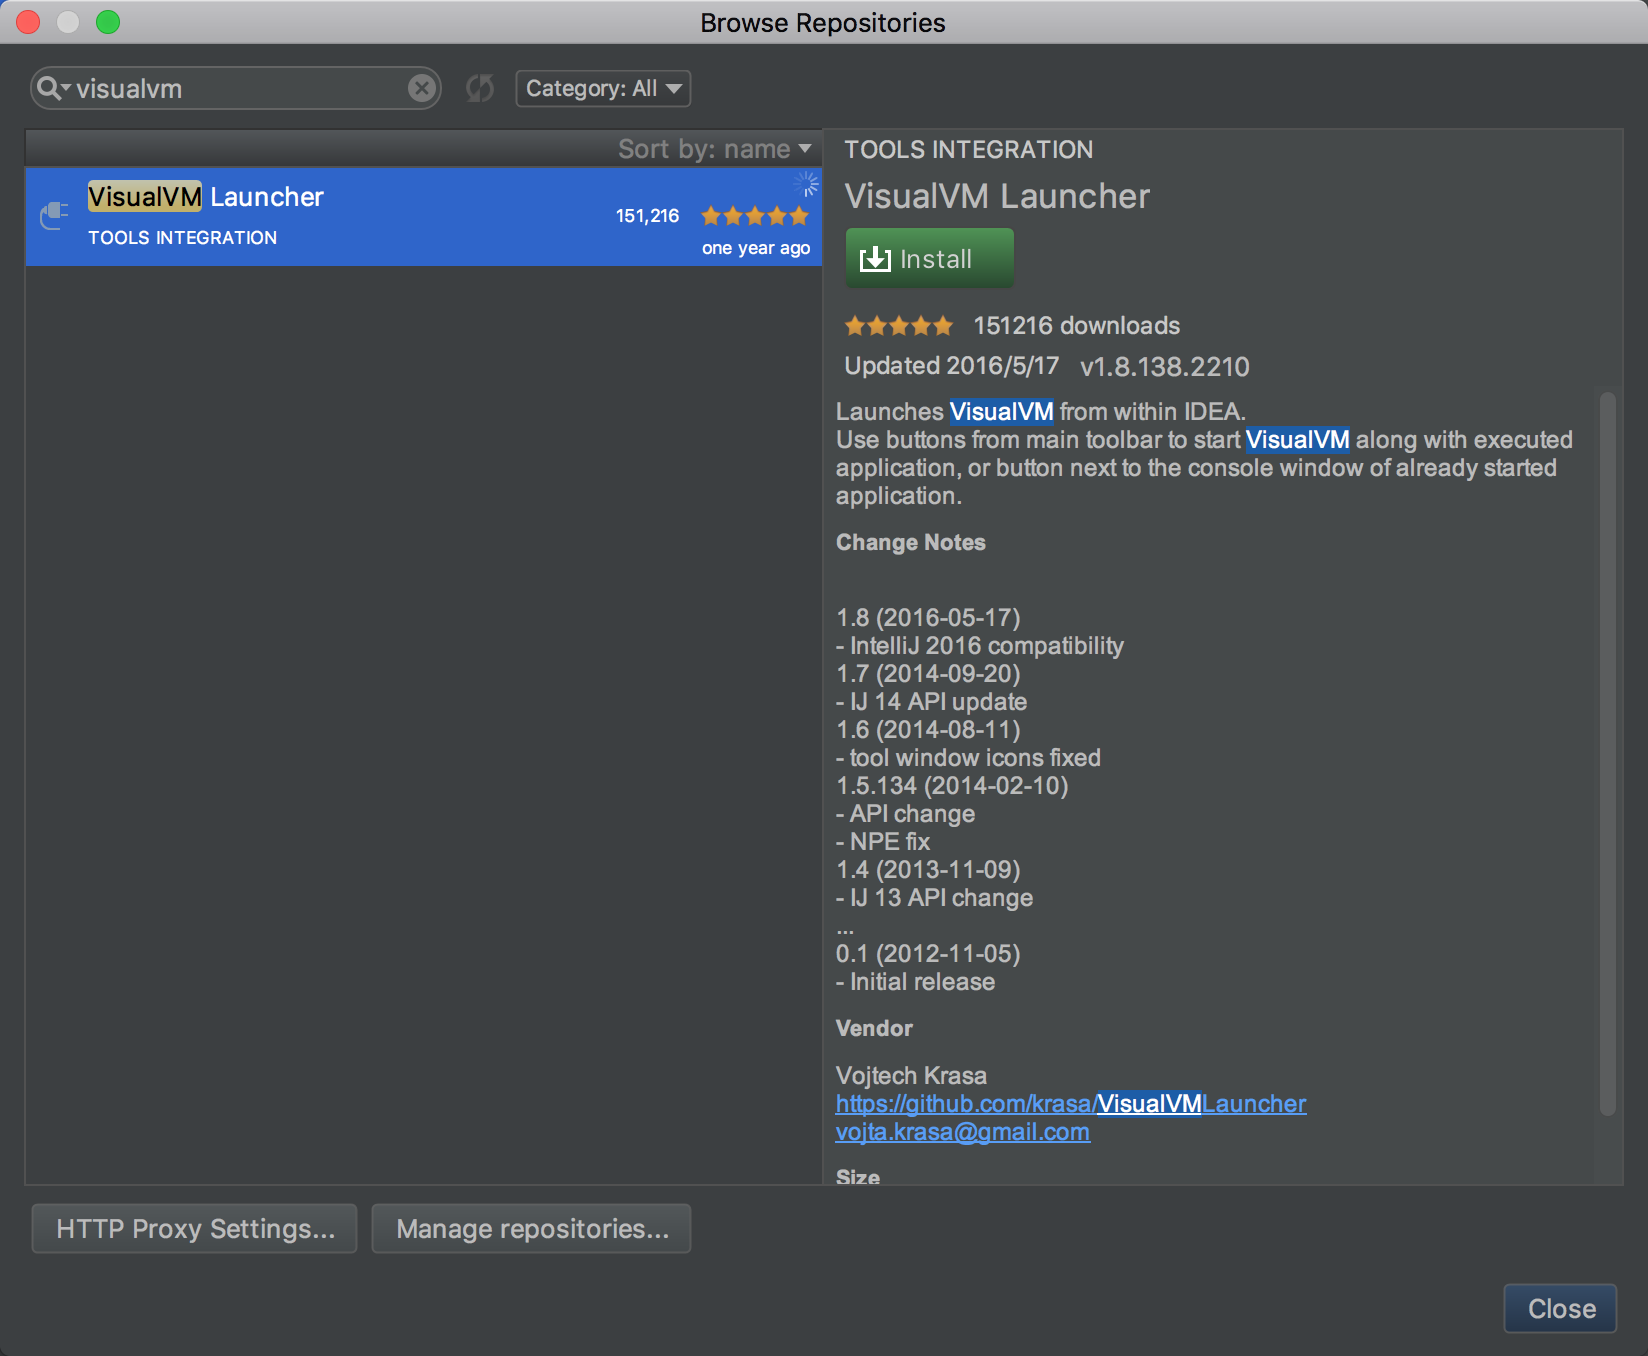 Browse Repositories
visualvm
Category: All
Sort by: name
VisualVM Launcher
151,216
TOOLS INTEGRATION
one year ago
TOOLS INTEGRATION
VisualVM Launcher
Install
151216 downloads
Updated 2016/5/17 v1.8.138.2210
Launches VisualVM from within IDEA.
Use buttons from main toolbar to start VisualVM along with executed
application, or button next to the console window of already started
application.
Change Notes
1.8 (2016-05-17)
- IntelliJ 2016 compatibility
1.7 (2014-09-20)
- IJ 14 API update
1.6 (2014-08-11)
- tool window icons fixed
1.5.134 (2014-02-10)
- API change
- NPE fix
1.4 (2013-11-09)
- IJ 13 API change
...
0.1 (2012-11-05)
- Initial release
Vendor
Vojtech Krasa
https://github.com/krasa/VisualVMLauncher
vojta.krasa@gmail.com
Size
HTTP Proxy Settings...
Manage repositories...
Close